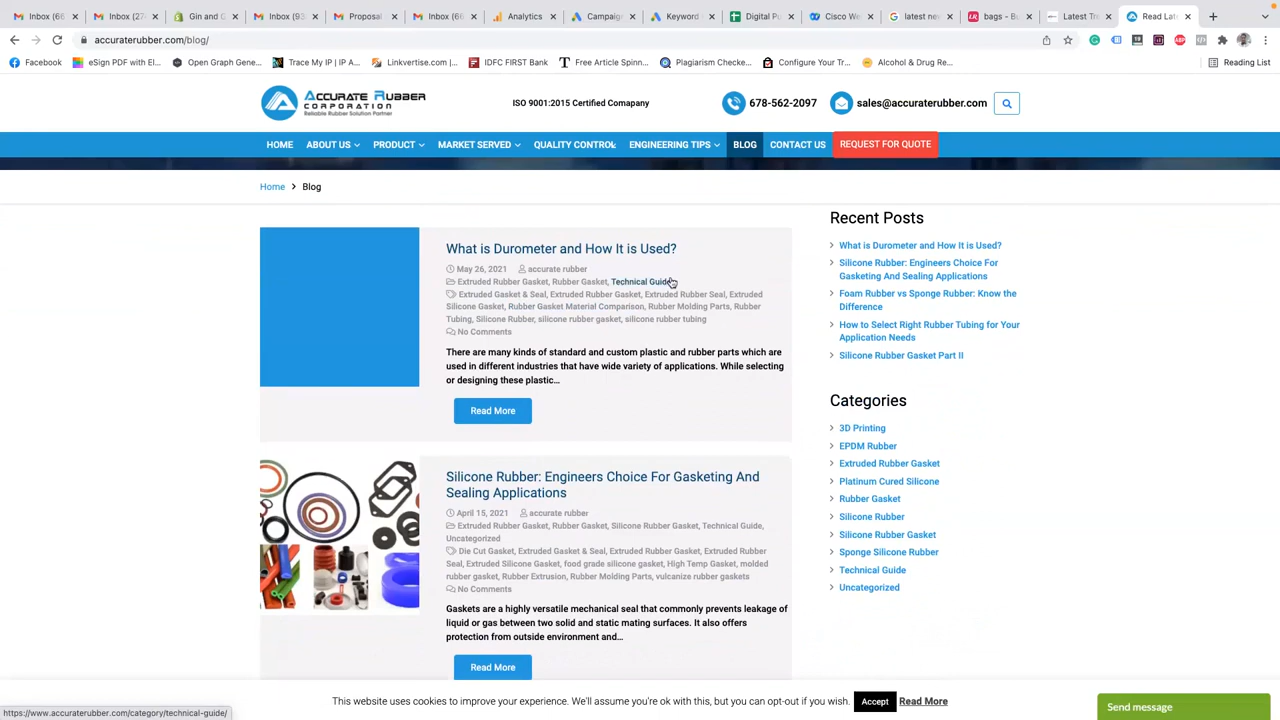 Inbox (66
Inbox (274
Gin and G
Inbox (93
Proposal
Inbox (66
Analytics
Campaign
Keyword
Digital Pu
Cisco We
latest ne
bags - B
Latest Tr
Read Late
accuraterubber.com/blog/
Facebook
eSign PDF with El...
Open Graph Gene...
Trace My IP | IP A...
Linkvertise.com |...
IDFC FIRST Bank
Free Article Spinn...
Plagiarism Checke...
Configure Your Tr...
Alcohol & Drug Re...
Reading List
ACCURATE RUBBER
CORPORATION
Reliable Rubber Solution Partner
ISO 9001:2015 Certified Comapany
678-562-2097
sales@accuraterubber.com
HOME
ABOUT US
PRODUCT
MARKET SERVED
QUALITY CONTROL
ENGINEERING TIPS
BLOG
CONTACT US
REQUEST FOR QUOTE
Home > Blog
What is Durometer and How It is Used?
May 26, 2021 accurate rubber
Extruded Rubber Gasket, Rubber Gasket, Technical Guide
Extruded Gasket & Seal, Extruded Rubber Gasket, Extruded Rubber Seal, Extruded
Silicone Gasket, Rubber Gasket Material Comparison, Rubber Molding Parts, Rubber
Tubing, Silicone Rubber, silicone rubber gasket, silicone rubber tubing
No Comments
There are many kinds of standard and custom plastic and rubber parts which are
used in different industries that have wide variety of applications. While selecting
or designing these plastic...
Read More
Silicone Rubber: Engineers Choice For Gasketing And
Sealing Applications
April 15, 2021 accurate rubber
Extruded Rubber Gasket, Rubber Gasket, Silicone Rubber Gasket, Technical Guide,
Uncategorized
Die Cut Gasket, Extruded Gasket & Seal, Extruded Rubber Gasket, Extruded Rubber
Seal, Extruded Silicone Gasket, food grade silicone gasket, High Temp Gasket, molded
rubber gasket, Rubber Extrusion, Rubber Molding Parts, vulcanize rubber gaskets
No Comments
Gaskets are a highly versatile mechanical seal that commonly prevents leakage of
liquid or gas between two solid and static mating surfaces. It also offers
protection from outside environment and...
Read More
Recent Posts
What is Durometer and How It is Used?
Silicone Rubber: Engineers Choice For
Gasketing And Sealing Applications
Foam Rubber vs Sponge Rubber: Know the
Difference
How to Select Right Rubber Tubing for Your
Application Needs
Silicone Rubber Gasket Part II
Categories
3D Printing
EPDM Rubber
Extruded Rubber Gasket
Platinum Cured Silicone
Rubber Gasket
Silicone Rubber
Silicone Rubber Gasket
Sponge Silicone Rubber
Technical Guide
Uncategorized
This website uses cookies to improve your experience. We'll assume you're ok with this, but you can opt-out if you wish. Accept Read More
Send message
https://www.accuraterubber.com/category/technical-guide/